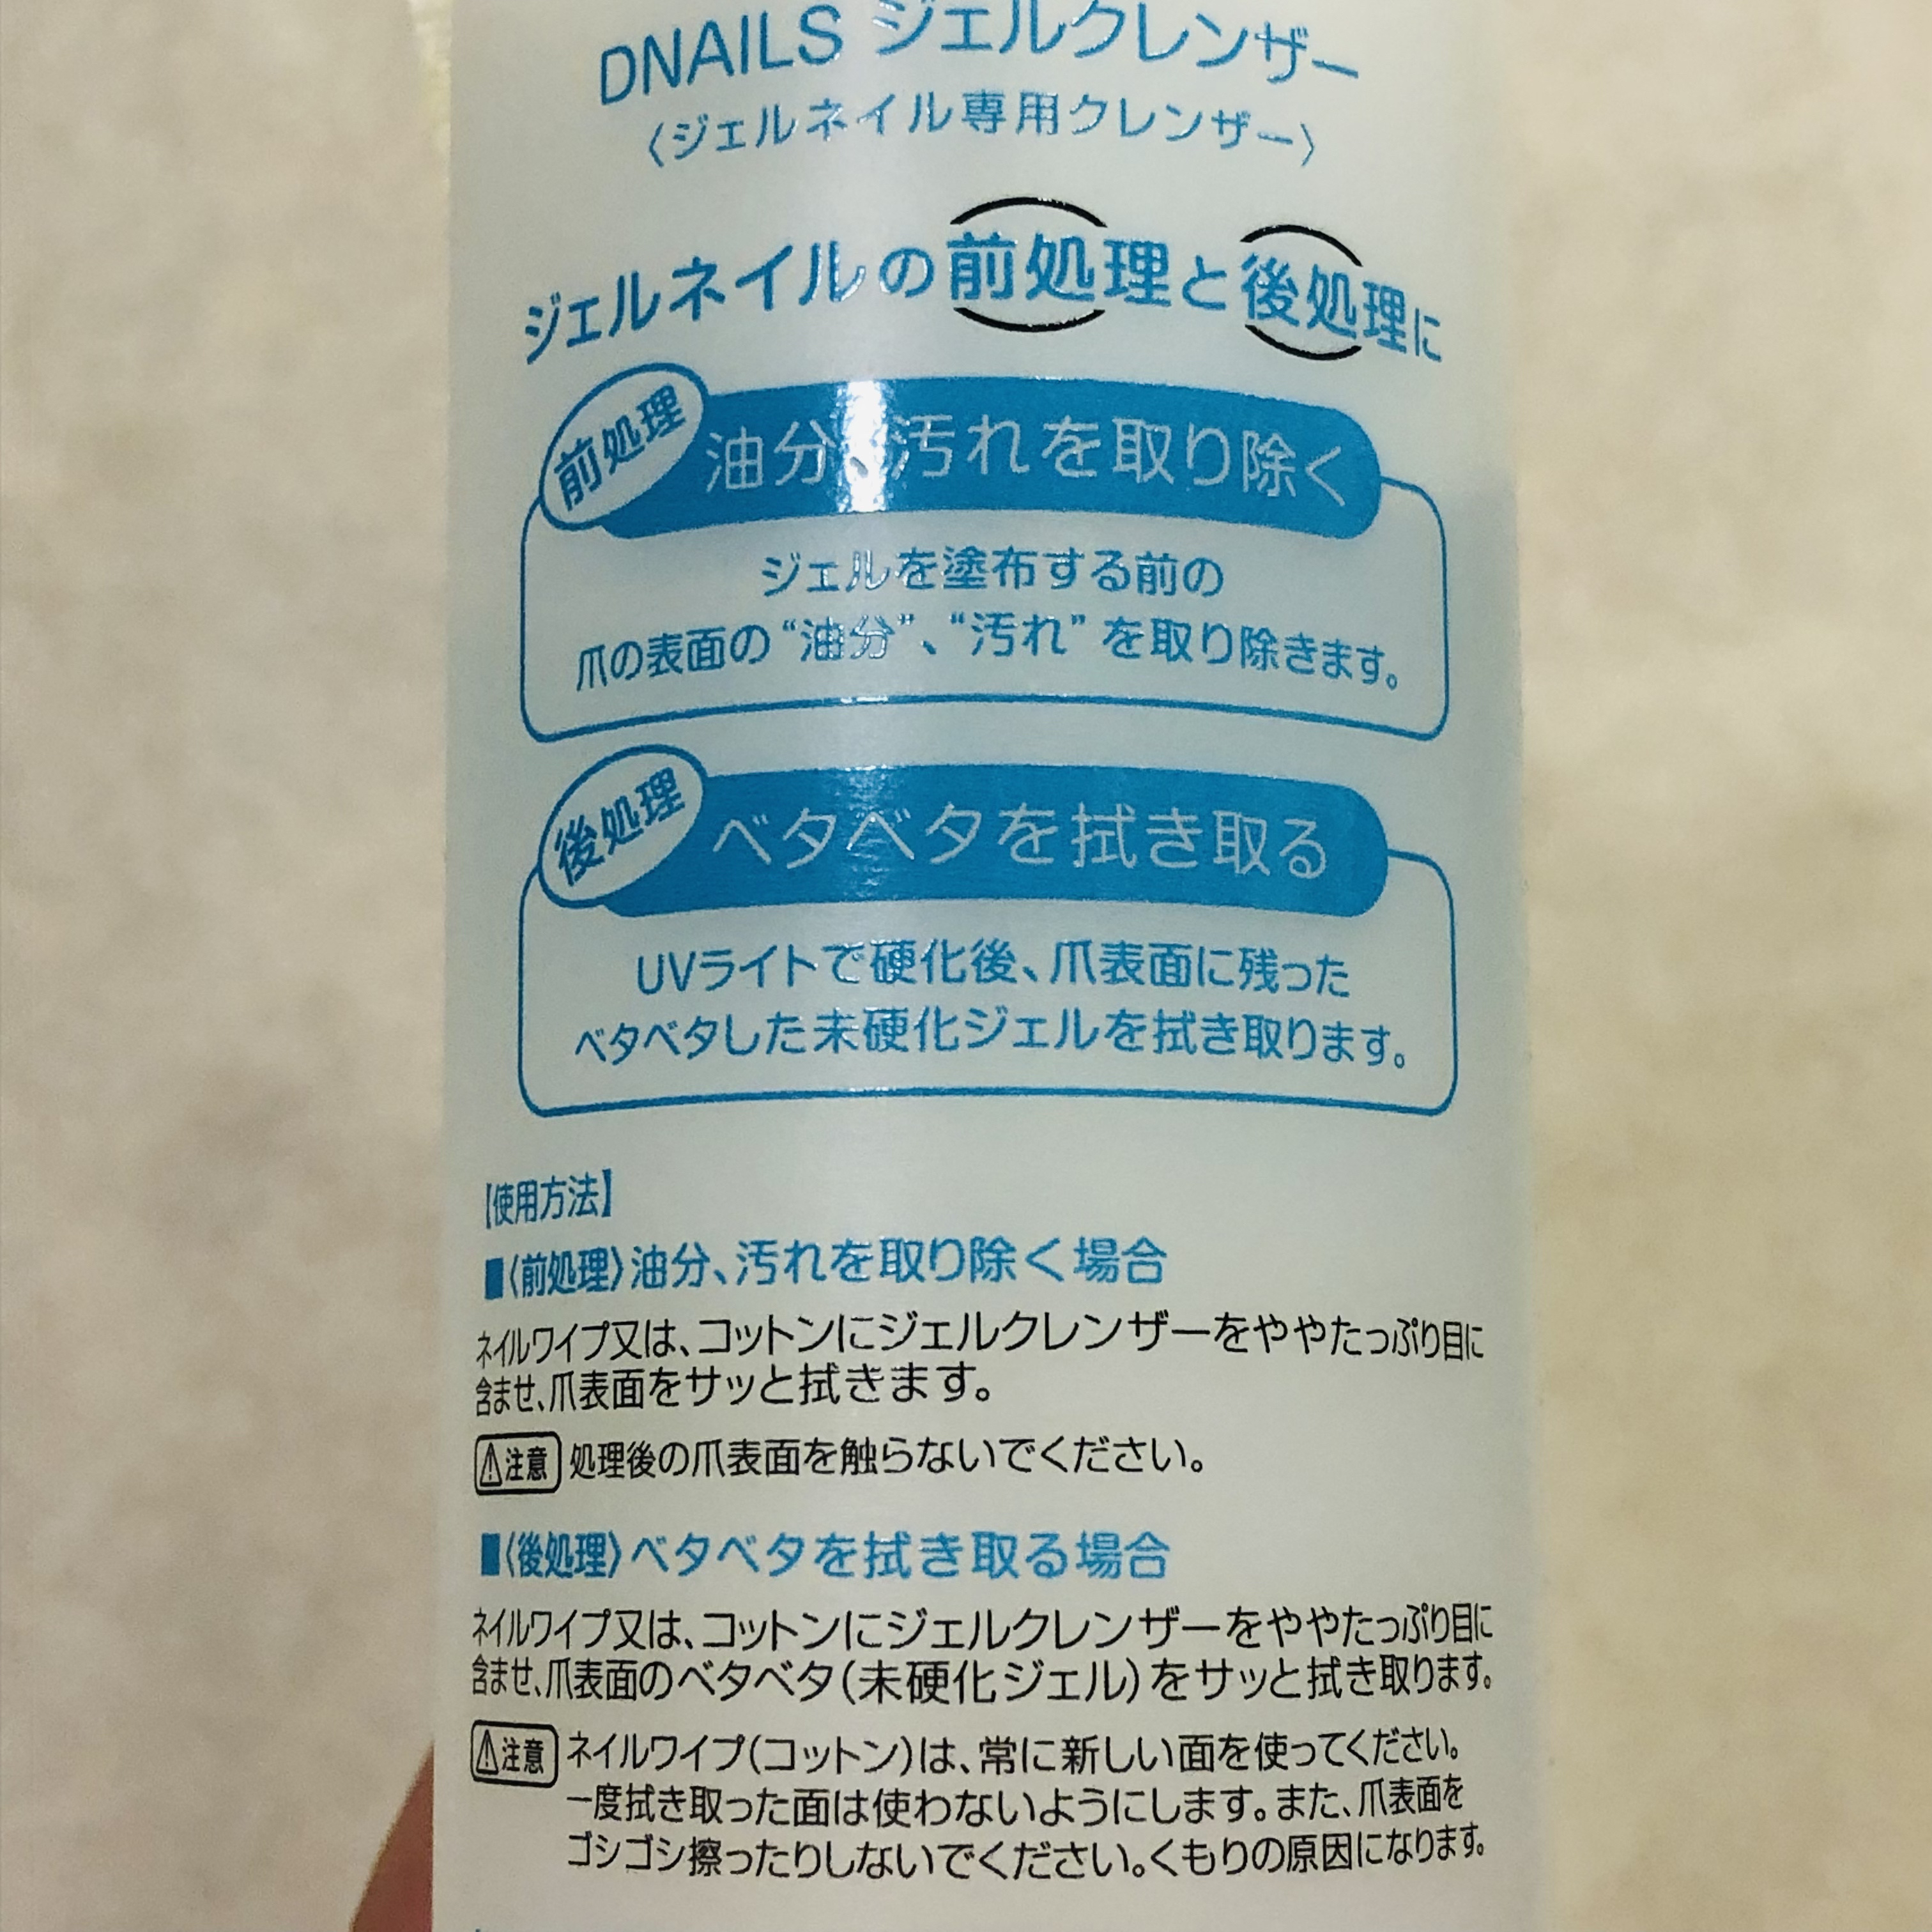 DNAILS ジェルクレンザー
〈ジェルネイル専用クレンザー〉
ジェルネイルの前処理と後処理に
前処理 油分、汚れを取り除く
ジェルを塗布する前の
爪の表面の“油分”、“汚れ”を取り除きます。
後処理 ベタベタを拭き取る
UVライトで硬化後、爪表面に残った
ベタベタした未硬化ジェルを拭き取ります。
【使用方法】
■〈前処理〉油分、汚れを取り除く場合
ネイルワイプ又は、コットンにジェルクレンザーをややたっぷり目に
含ませ、爪表面をサッと拭きます。
⚠注意 処理後の爪表面を触らないでください。
■〈後処理〉ベタベタを拭き取る場合
ネイルワイプ又は、コットンにジェルクレンザーをややたっぷり目に
含ませ、爪表面のベタベタ(未硬化ジェル)をサッと拭き取ります。
⚠注意 ネイルワイプ(コットン)は、常に新しい面を使ってください。
一度拭き取った面は使わないようにします。また、爪表面を
ゴシゴシ擦ったりしないでください。くもりの原因になります。